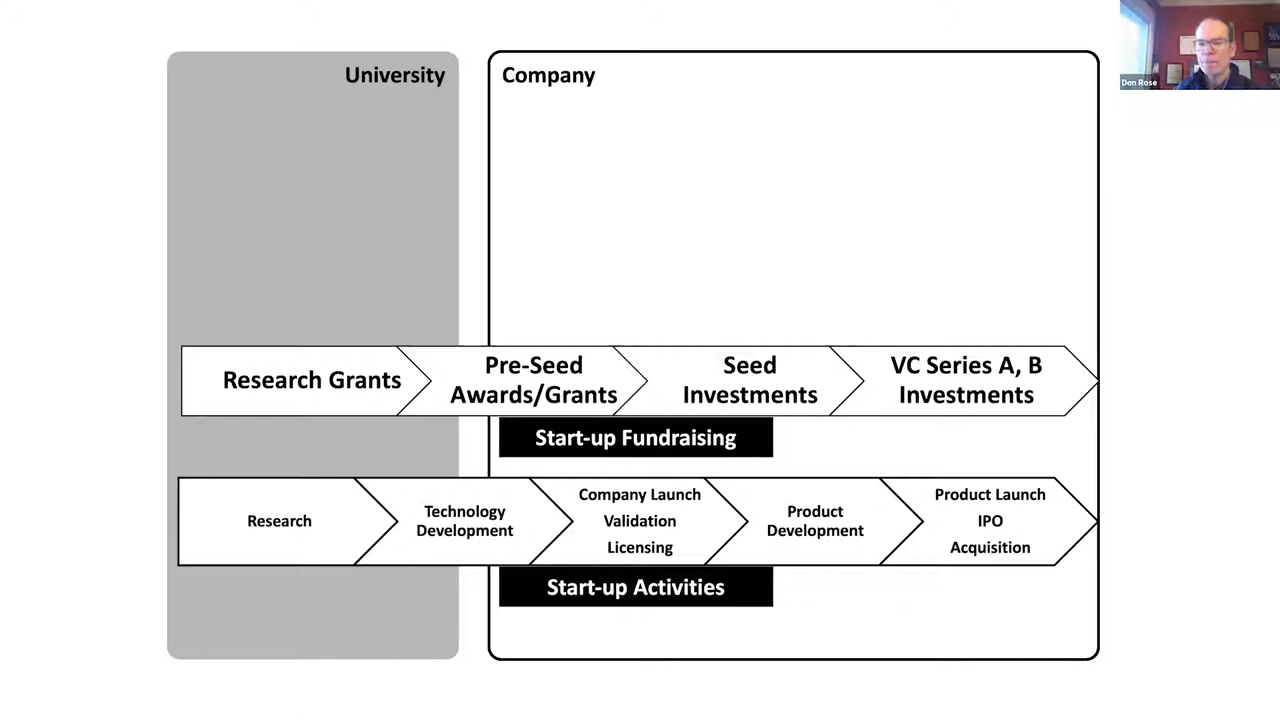 University
Company
Don Rose
Research Grants
Pre-Seed
Awards/Grants
Seed
Investments
VC Series A, B
Investments
Start-up Fundraising
Research
Technology
Development
Company Launch
Validation
Licensing
Product
Development
Product Launch
IPO
Acquisition
Start-up Activities